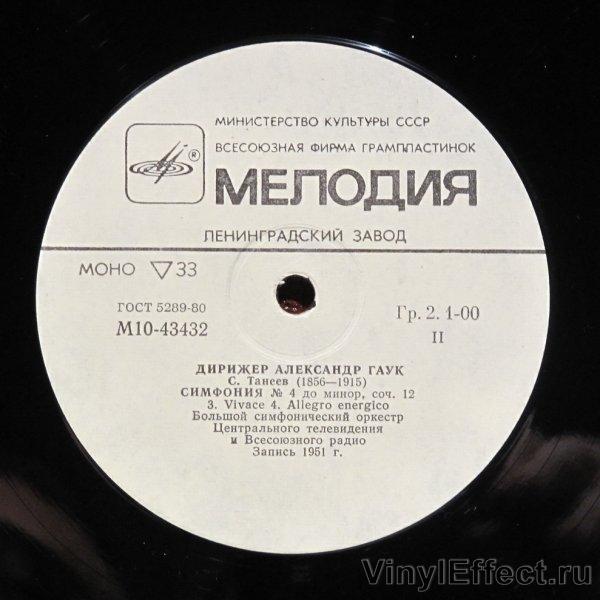 МИНИСТЕРСТВО КУЛЬТУРЫ СССР
ВСЕСОЮЗНАЯ ФИРМА ГРАМПЛАСТИНОК
®
МЕЛОДИЯ
ЛЕНИНГРАДСКИЙ ЗАВОД
МОНО ▽33
ГОСТ 5289-80
М10-43432
Гр. 2. 1-00
II
ДИРИЖЕР АЛЕКСАНДР ГАУК
С. Танеев (1856—1915)
СИМФОНИЯ № 4 до минор, соч. 12
3. Vivace 4. Allegro energico
Большой симфонический оркестр
Центрального телевидения
и Всесоюзного радио
Запись 1951 г.
VinylEffect.ru